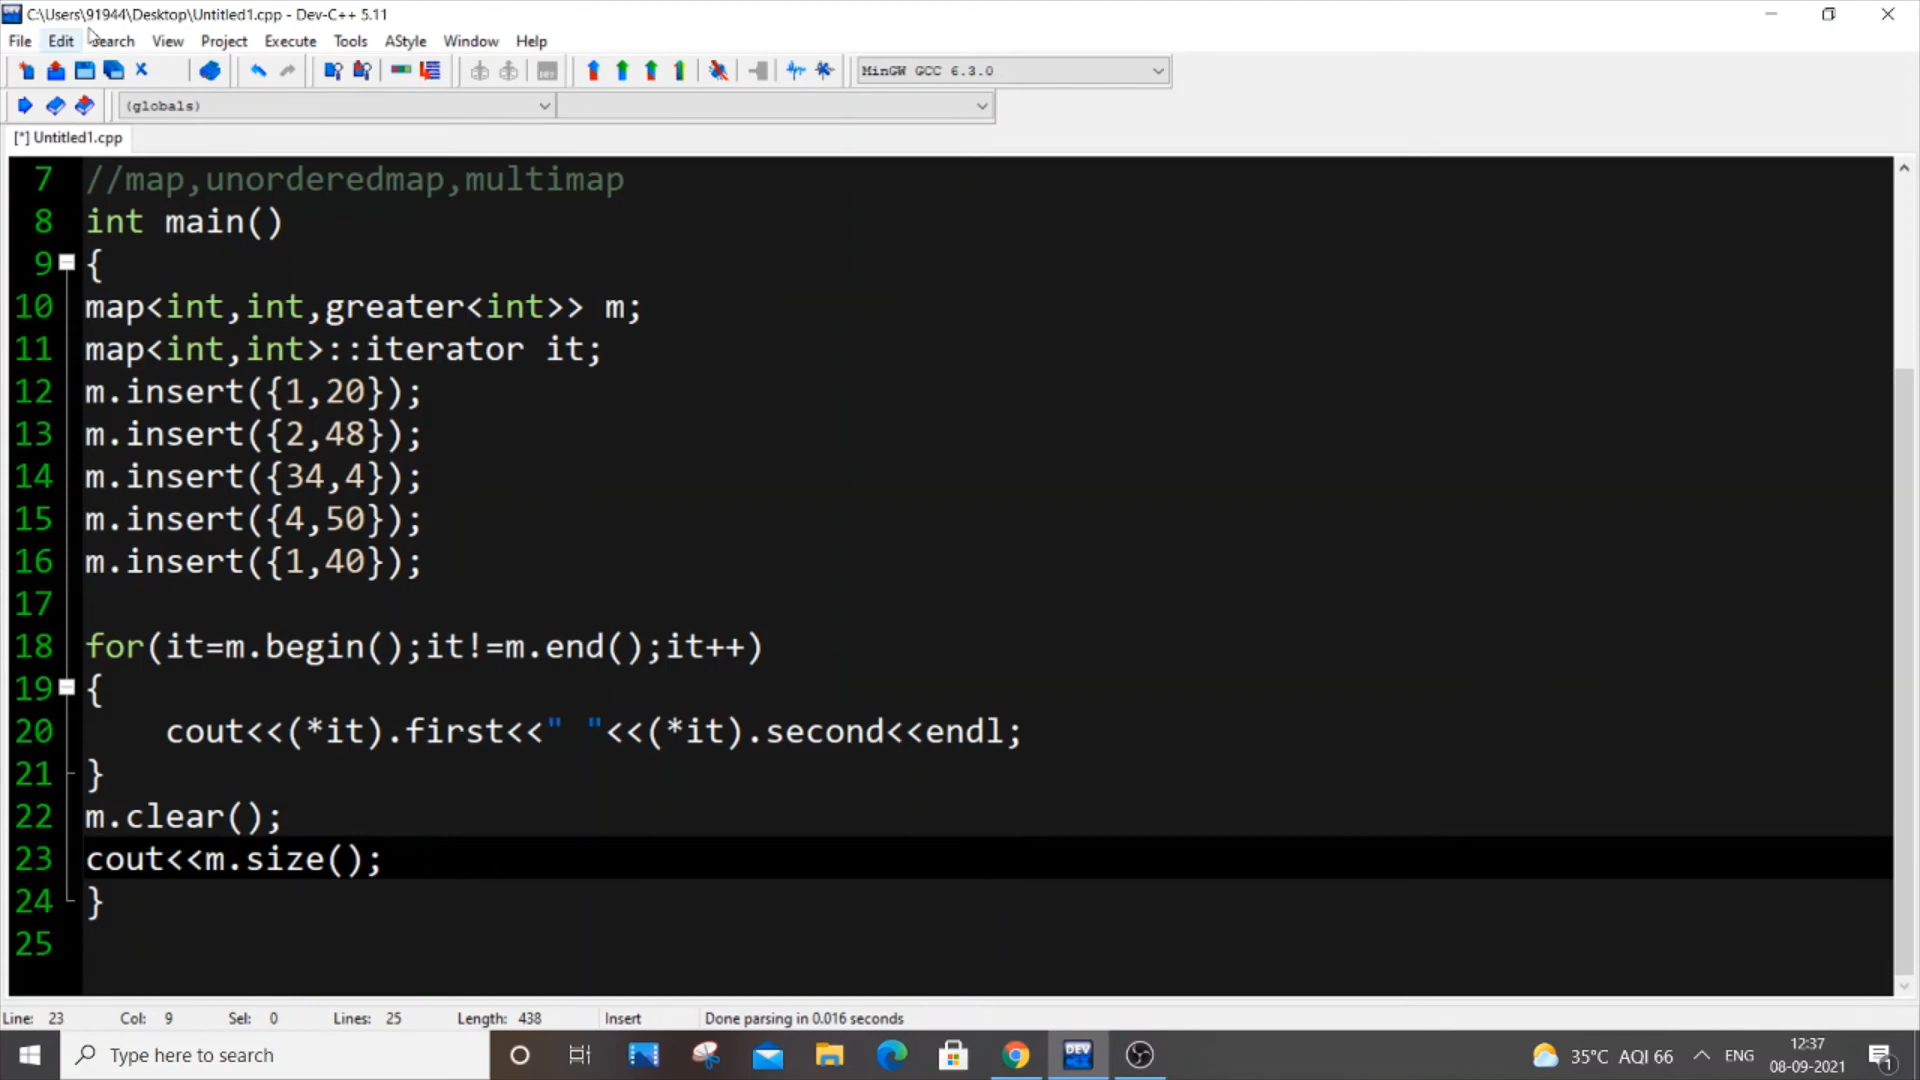 C:\Users\91944\Desktop\Untitled1.cpp - Dev-C++ 5.11
File Edit Search View Project Execute Tools AStyle Window Help
MinGW GCC 6.3.0
(globals)
[*] Untitled1.cpp
7 //map,unorderedmap,multimap
8 int main()
9 {
10 map<int,int,greater<int>> m;
11 map<int,int>::iterator it;
12 m.insert({1,20});
13 m.insert({2,48});
14 m.insert({34,4});
15 m.insert({4,50});
16 m.insert({1,40});
17
18 for(it=m.begin();it!=m.end();it++)
19 {
20     cout<<(*it).first<<" "<<(*it).second<<endl;
21 }
22 m.clear();
23 cout<<m.size();
24 }
25
Line: 23 Col: 9 Sel: 0 Lines: 25 Length: 438 Insert Done parsing in 0.016 seconds
Type here to search
DEV
35°C AQI 66 ENG
12:37
08-09-2021
1